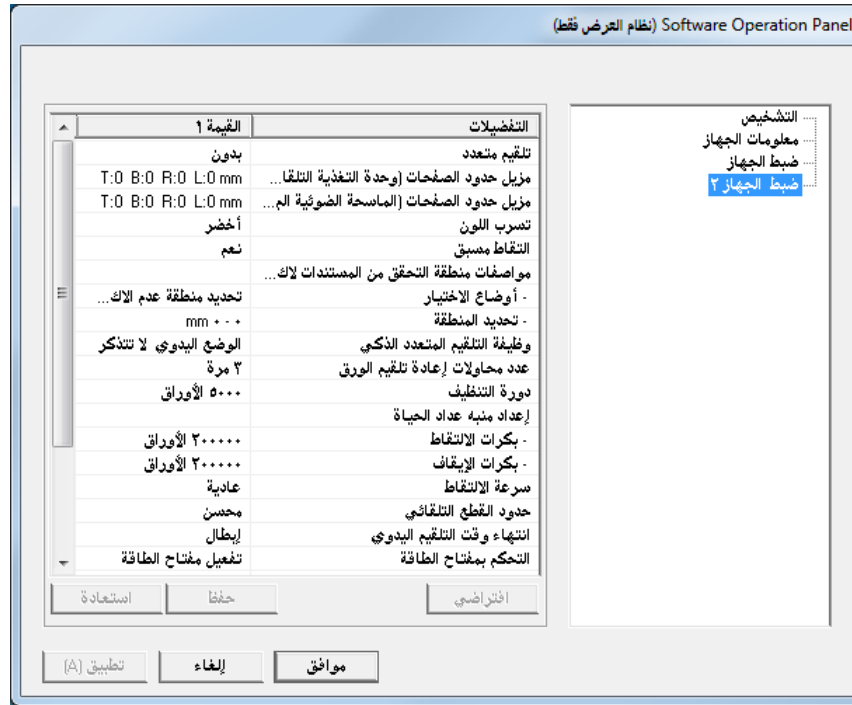 Software Operation Panel (نظام العرض فقط)
التشخيص
معلومات الجهاز
ضبط الجهاز
ضبط الجهاز ٢
التفضيلات القيمة ١
تلقيم متعدد بدون
مزيل حدود الصفحات (وحدة التغذية التلقا... T:0 B:0 R:0 L:0 mm
مزيل حدود الصفحات (الماسحة الضوئية الم... T:0 B:0 R:0 L:0 mm
تسرب اللون أخضر
التقاط مسبق نعم
مواصفات منطقة التحقق من المستندات لاك...
- أوضاع الاختيار تحديد منطقة عدم الاك...
- تحديد المنطقة ٠ - ٠ mm
وظيفة التلقيم المتعدد الذكي الوضع اليدوي لا تتذكر
عدد محاولات إعادة تلقيم الورق ٣ مرة
دورة التنظيف ٥٠٠٠ الأوراق
إعداد منبه عداد الحياة
- بكرات الالتقاط ٢٠٠٠٠٠ الأوراق
- بكرات الإيقاف ٢٠٠٠٠٠ الأوراق
سرعة الالتقاط عادية
حدود القطع التلقائي محسن
انتهاء وقت التلقيم اليدوي إبطال
التحكم بمفتاح الطاقة تفعيل مفتاح الطاقة
افتراضي حفظ استعادة
موافق إلغاء تطبيق (A)